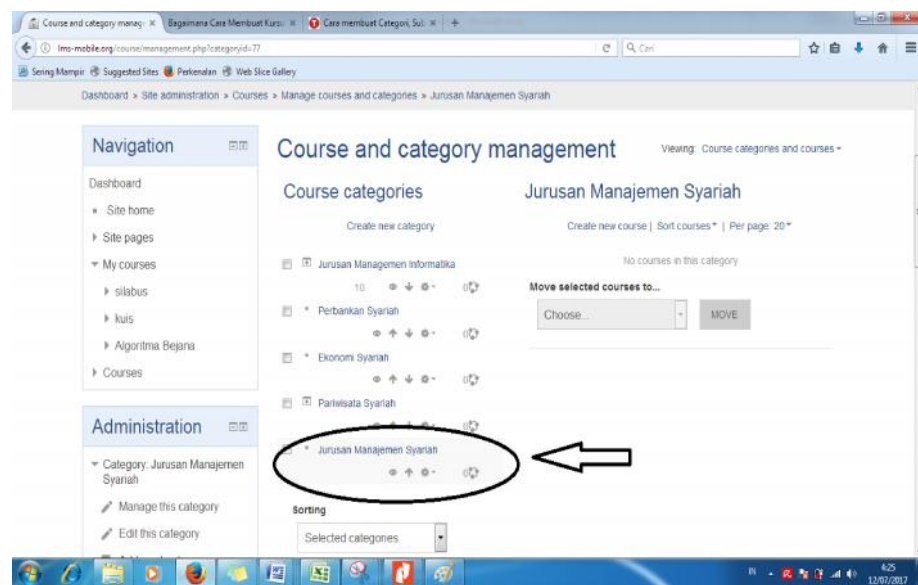 Course and category manag
Bagaimana Cara Membuat Kursu
Cara membuat Categori, Sub
lms-mobile.org/course/management.php?categoryid=77
Cari
Sering Mampir
Suggested Sites
Perkenalan
Web Slice Gallery
Dashboard » Site administration » Courses » Manage courses and categories » Jurusan Manajemen Syariah
Navigation
Dashboard
Site home
Site pages
My courses
silabus
kuis
Algoritma Bejana
Courses
Administration
Category: Jurusan Manajemen
Syariah
Manage this category
Edit this category
Course and category management
Viewing: Course categories and courses
Course categories
Create new category
Jurusan Managemen Informatika
10
0
Perbankan Syariah
0
Ekonomi Syariah
0
Pariwisata Syariah
0
Jurusan Manajemen Syariah
0
Sorting
Selected categories
Jurusan Manajemen Syariah
Create new course | Sort courses | Per page: 20
No courses in this category
Move selected courses to...
Choose...
MOVE
IN
4:25